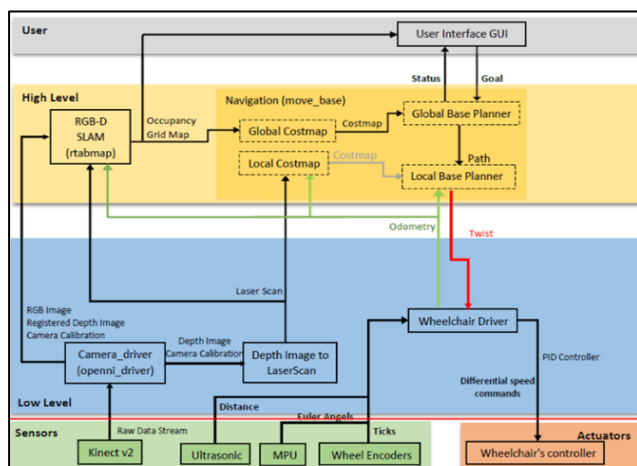 User
User Interface GUI
Status
Goal
High Level
Navigation (move_base)
RGB-D
SLAM
(rtabmap)
Occupancy
Grid Map
Global Costmap
Costmap
Global Base Planner
Local Costmap
Costmap
Path
Local Base Planner
Odometry
Twist
Laser Scan
RGB Image
Registered Depth Image
Camera Calibration
Depth Image
Camera Calibration
Camera_driver
(openni_driver)
Depth Image to
LaserScan
Wheelchair Driver
PID Controller
Differential speed
commands
Low Level
Distance
Euler Angels
Ticks
Sensors
Raw Data Stream
Kinect v2
Ultrasonic
MPU
Wheel Encoders
Actuators
Wheelchair's controller